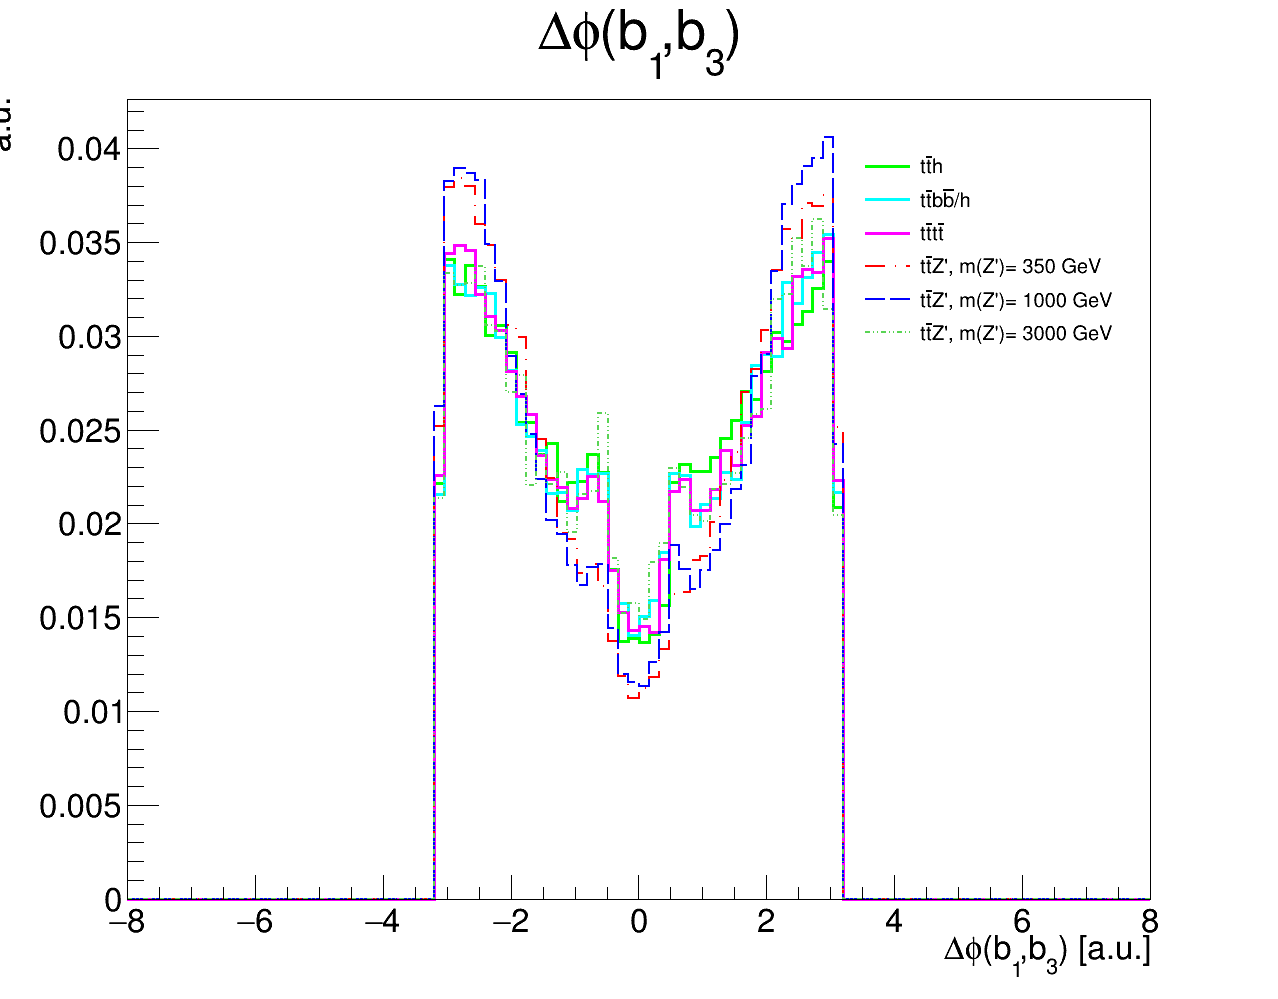 Δϕ(b₁,b₃)
a.u.
0.04
0.035
0.03
0.025
0.02
0.015
0.01
0.005
0
tt̄h
tt̄bb̄/h
tt̄tt̄
tt̄Z', m(Z')= 350 GeV
tt̄Z', m(Z')= 1000 GeV
tt̄Z', m(Z')= 3000 GeV
−8 −6 −4 −2 0 2 4 6 8
Δϕ(b₁,b₃) [a.u.]